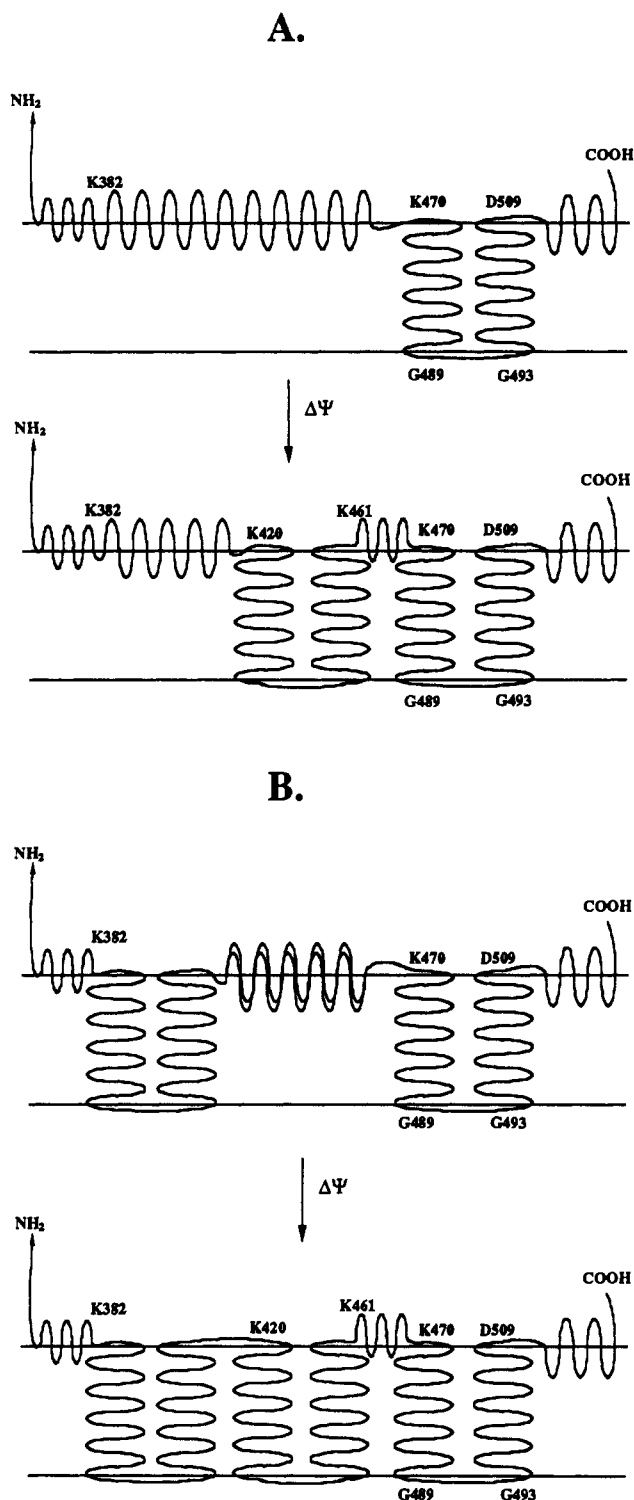 A.
NH₂
COOH
K382
K470 D509
G489 G493
ΔΨ
NH₂
COOH
K382
K420
K461
K470 D509
G489 G493
B.
NH₂
COOH
K382
K470 D509
G489 G493
ΔΨ
NH₂
COOH
K382
K420
K461
K470 D509
G489 G493